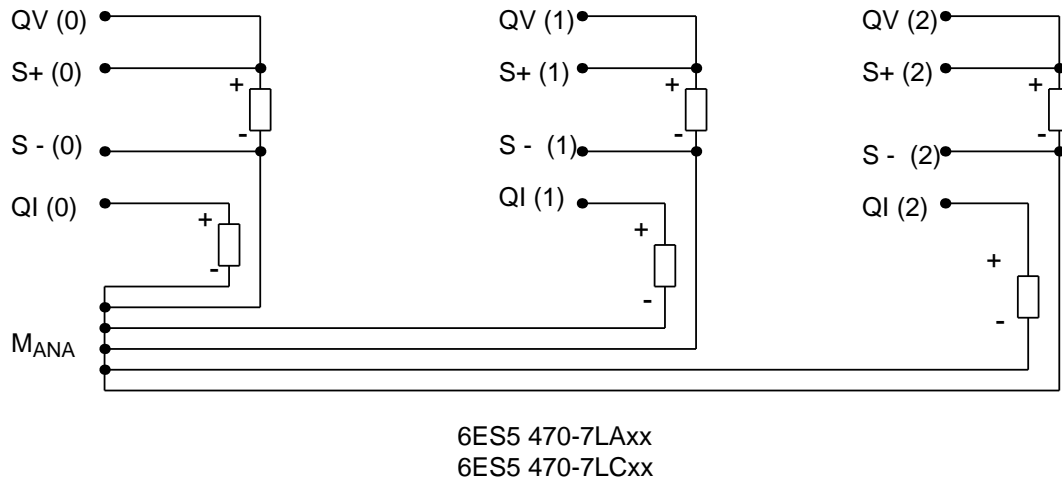 QV (0)
QV (1)
QV (2)
S+ (0)
S+ (1)
S+ (2)
+
+
+
-
-
-
S - (0)
S - (1)
S - (2)
QI (0)
QI (1)
QI (2)
+
+
+
-
-
-
MANA
6ES5 470-7LAxx
6ES5 470-7LCxx